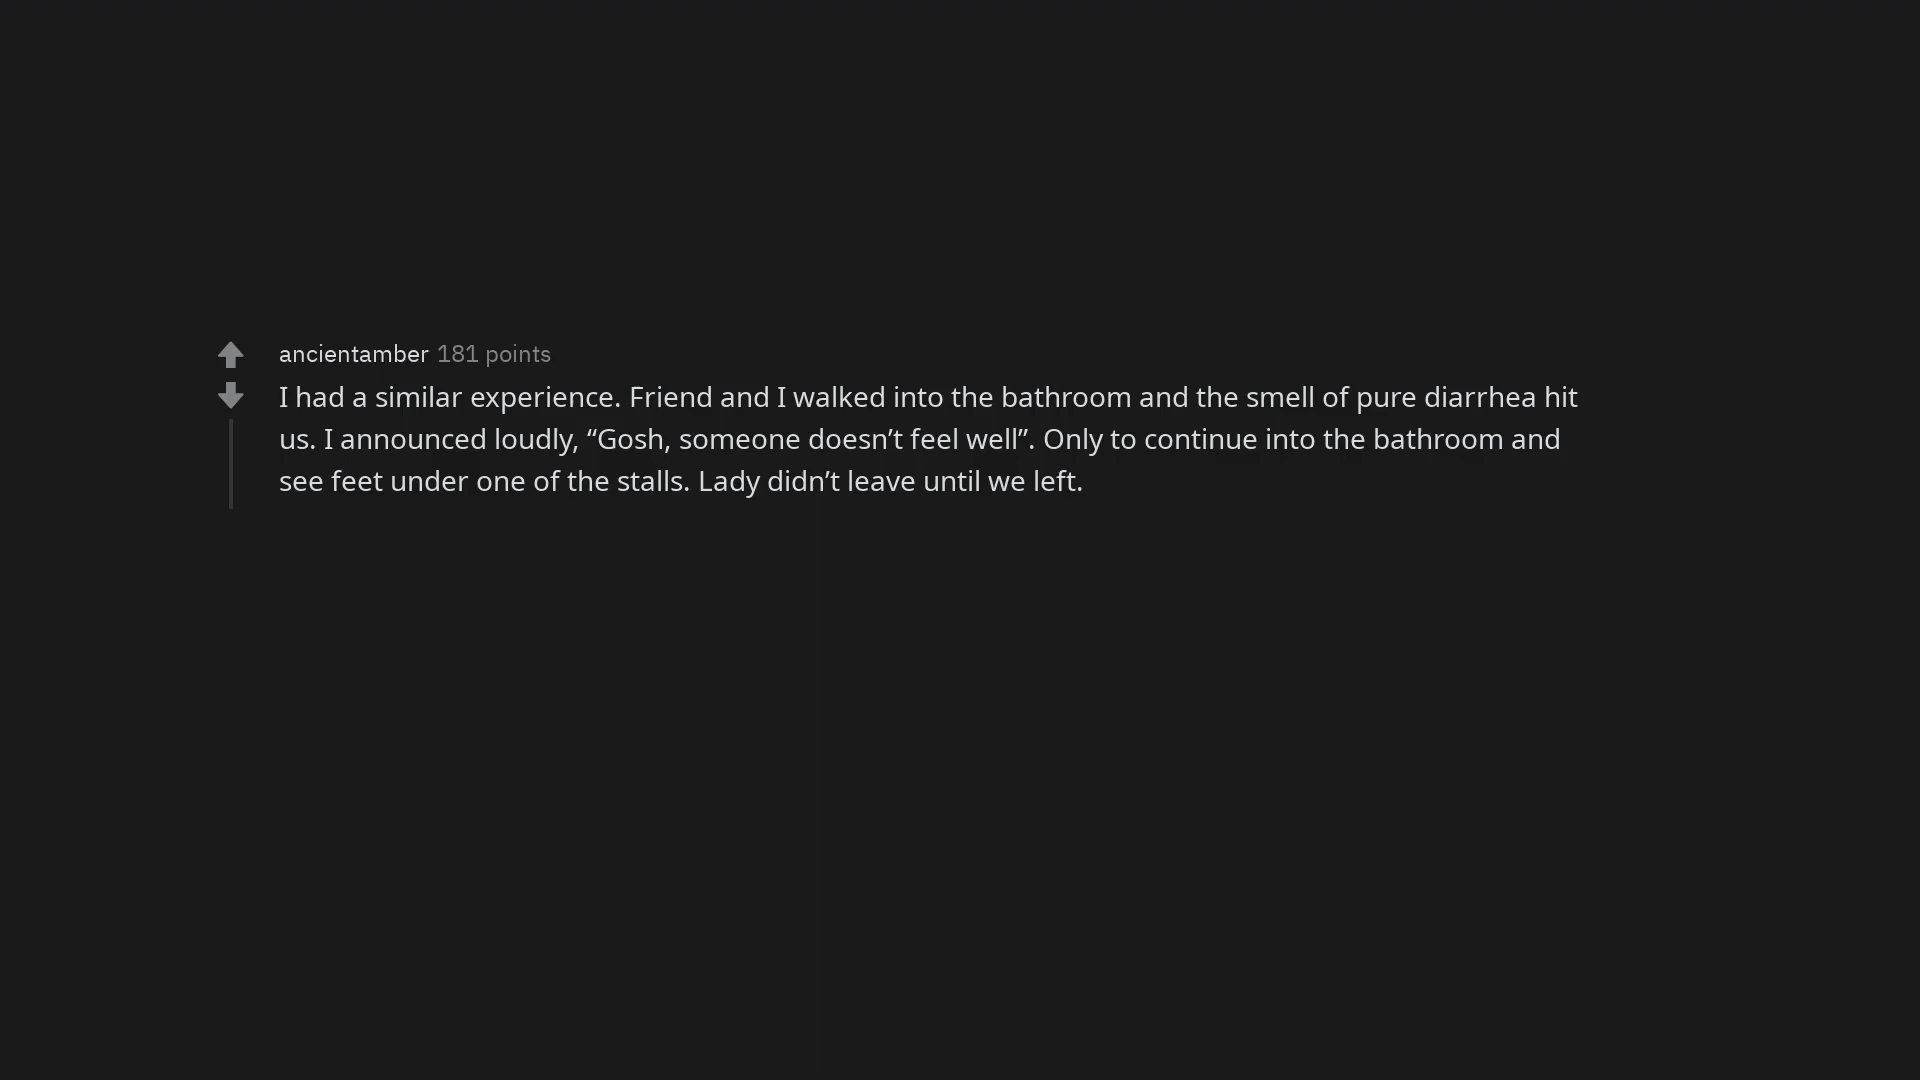 ancientamber 181 points
I had a similar experience. Friend and I walked into the bathroom and the smell of pure diarrhea hit
us. I announced loudly, “Gosh, someone doesn’t feel well”. Only to continue into the bathroom and
see feet under one of the stalls. Lady didn’t leave until we left.